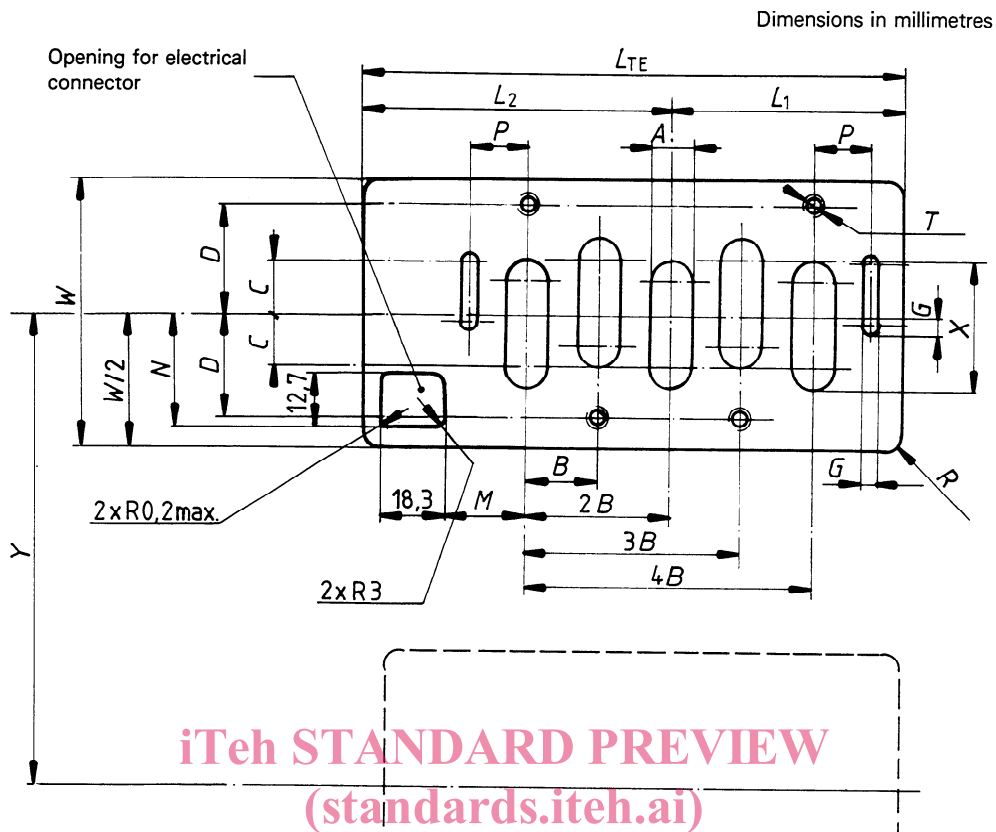 Dimensions in millimetres
Opening for electrical
connector
LTE
L2
L1
P
A
P
T
D
C
W
G
X
C
D
N
W/2
12,7
B
G
R
18,3
M
2B
2xR0,2max.
3B
Y
4B
2xR3
iTeh STANDARD PREVIEW
(standards.iteh.ai)